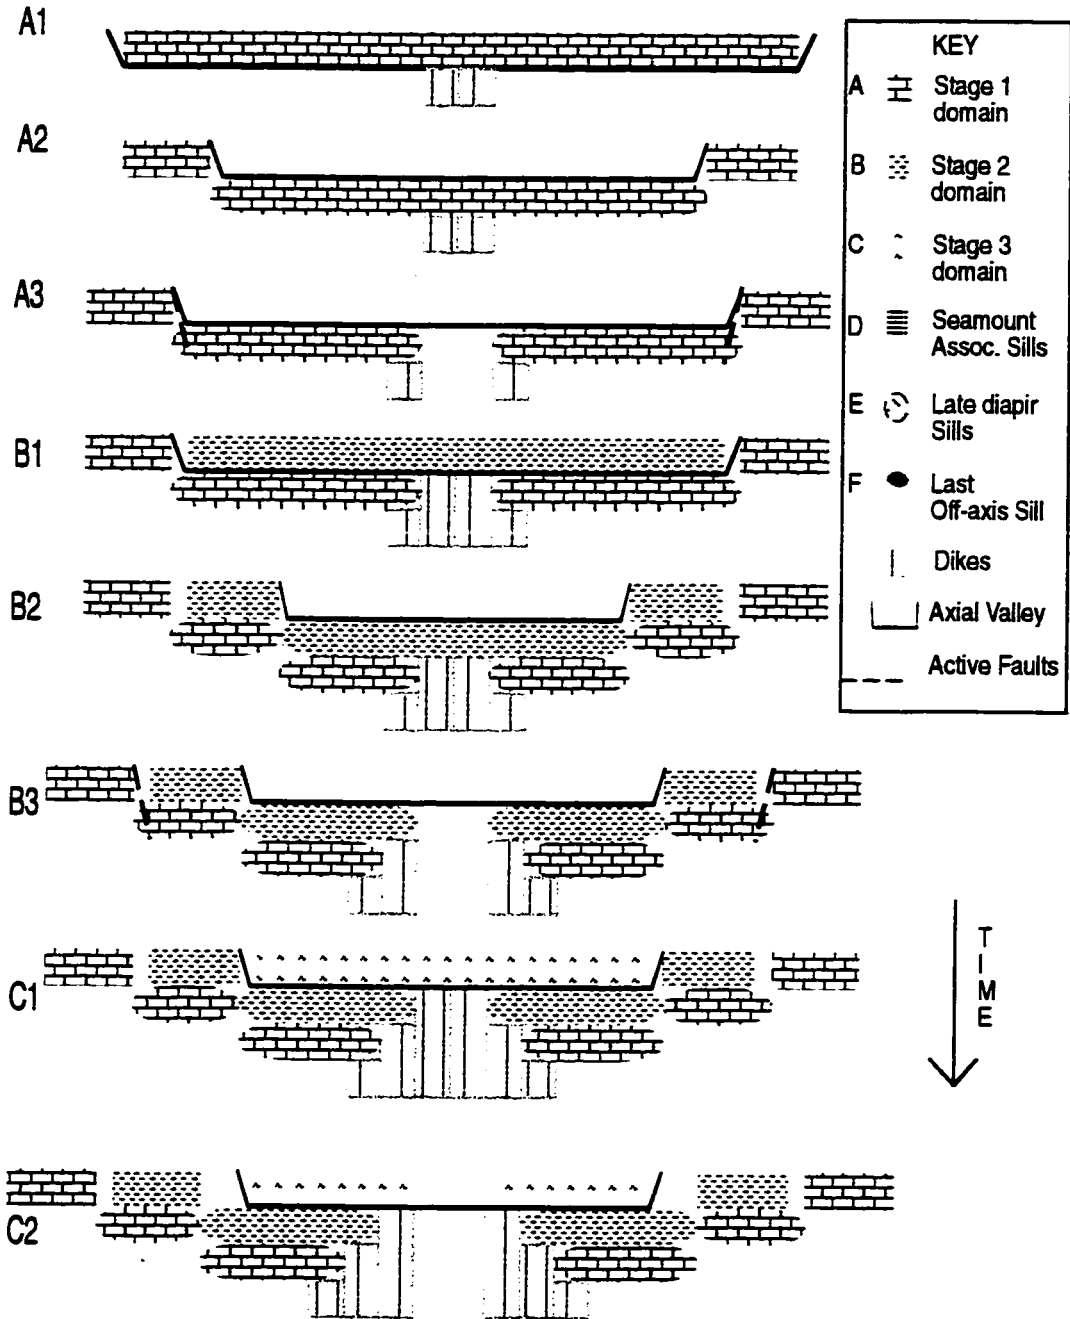 A1
A2
A3
B1
B2
B3
C1
C2
KEY
A Stage 1
domain
B Stage 2
domain
C Stage 3
domain
D Seamount
Assoc. Sills
E Late diapir
Sills
F Last
Off-axis Sill
Dikes
Axial Valley
Active Faults
TIME